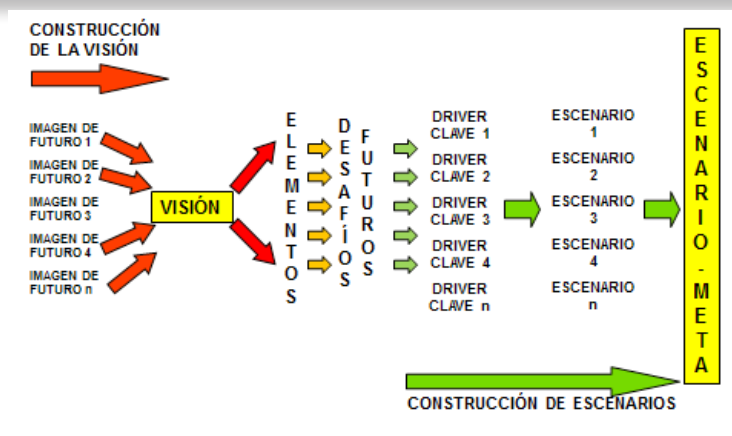 CONSTRUCCIÓN
DE LA VISIÓN
IMAGEN DE
FUTURO 1
IMAGEN DE
FUTURO 2
IMAGEN DE
FUTURO 3
IMAGEN DE
FUTURO 4
IMAGEN DE
FUTURO n
VISIÓN
ELEMENTOS
DESAFÍOS
FUTUROS
DRIVER
CLAVE 1
DRIVER
CLAVE 2
DRIVER
CLAVE 3
DRIVER
CLAVE 4
DRIVER
CLAVE n
ESCENARIO
1
ESCENARIO
2
ESCENARIO
3
ESCENARIO
4
ESCENARIO
n
ESCENARIO-META
CONSTRUCCIÓN DE ESCENARIOS